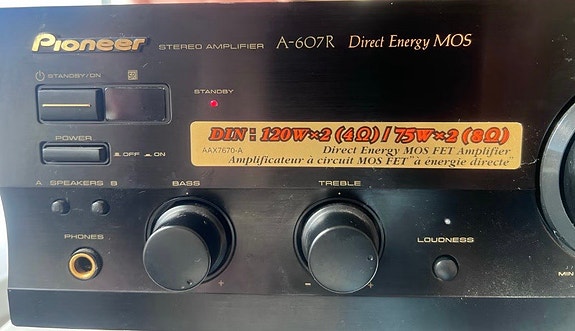 Pioneer STEREO AMPLIFIER A-607R Direct Energy MOS
STANDBY/ON
STANDBY
DIN: 120W×2 (4Ω) / 75W×2 (8Ω)
AAX7670-A Direct Energy MOS FET Amplifier
Amplificateur à circuit MOS FET "à énergie directe"
POWER
OFF ON
A SPEAKERS B
BASS
TREBLE
PHONES
LOUDNESS
- +
- +
MIN